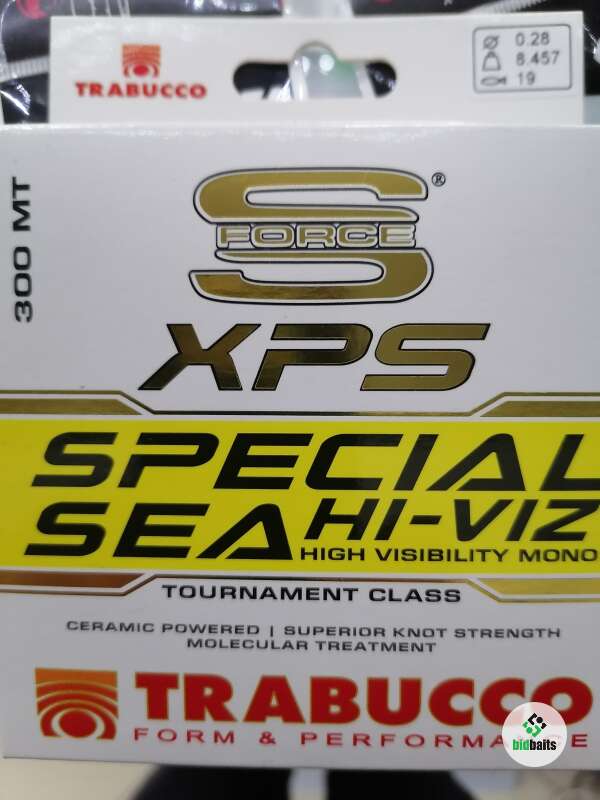 TRABUCCO
0.28
8.457
19
300 MT
S
FORCE
®
XPS
SPECIAL
SEA HI-VIZ
HIGH VISIBILITY MONO
TOURNAMENT CLASS
CERAMIC POWERED | SUPERIOR KNOT STRENGTH
MOLECULAR TREATMENT
TRABUCCO
FORM & PERFORMANCE
bidbaits